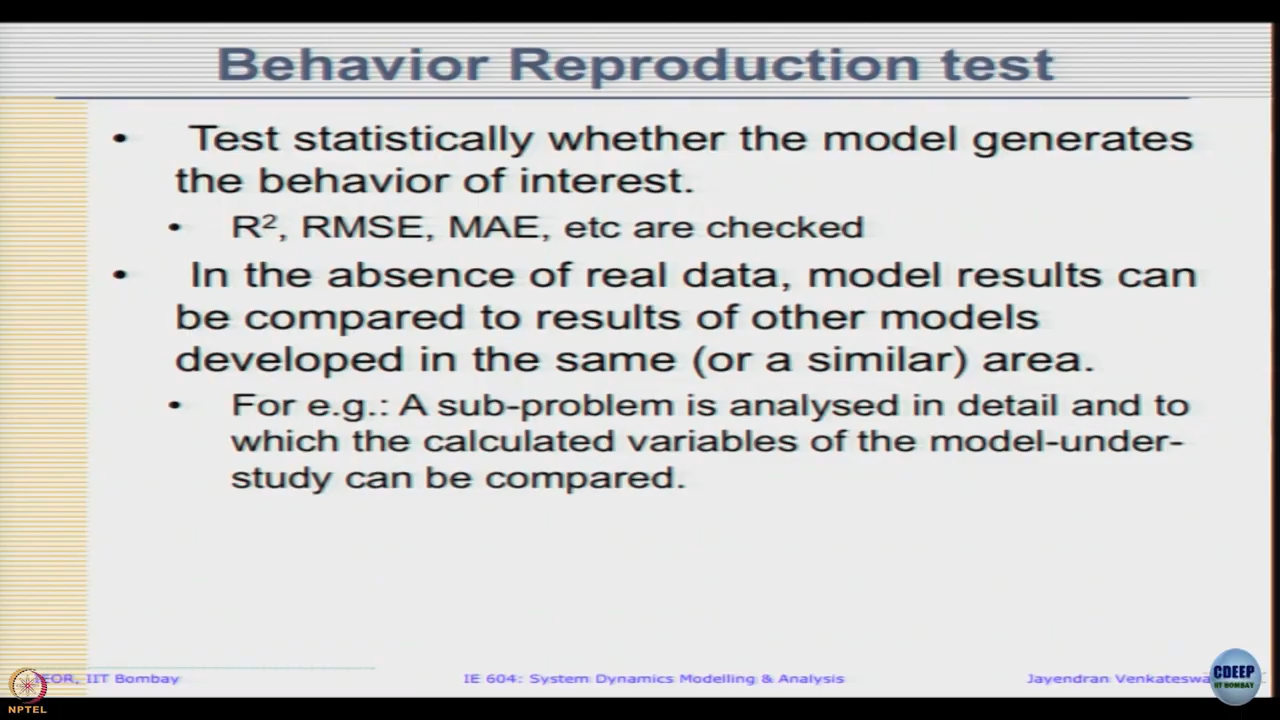 Behavior Reproduction test
• Test statistically whether the model generates
the behavior of interest.
• R², RMSE, MAE, etc are checked
• In the absence of real data, model results can
be compared to results of other models
developed in the same (or a similar) area.
• For e.g.: A sub-problem is analysed in detail and to
which the calculated variables of the model-under-
study can be compared.
IEOR, IIT Bombay
IE 604: System Dynamics Modelling & Analysis
Jayendran
CDEEP
IIT BOMBAY
NPTEL